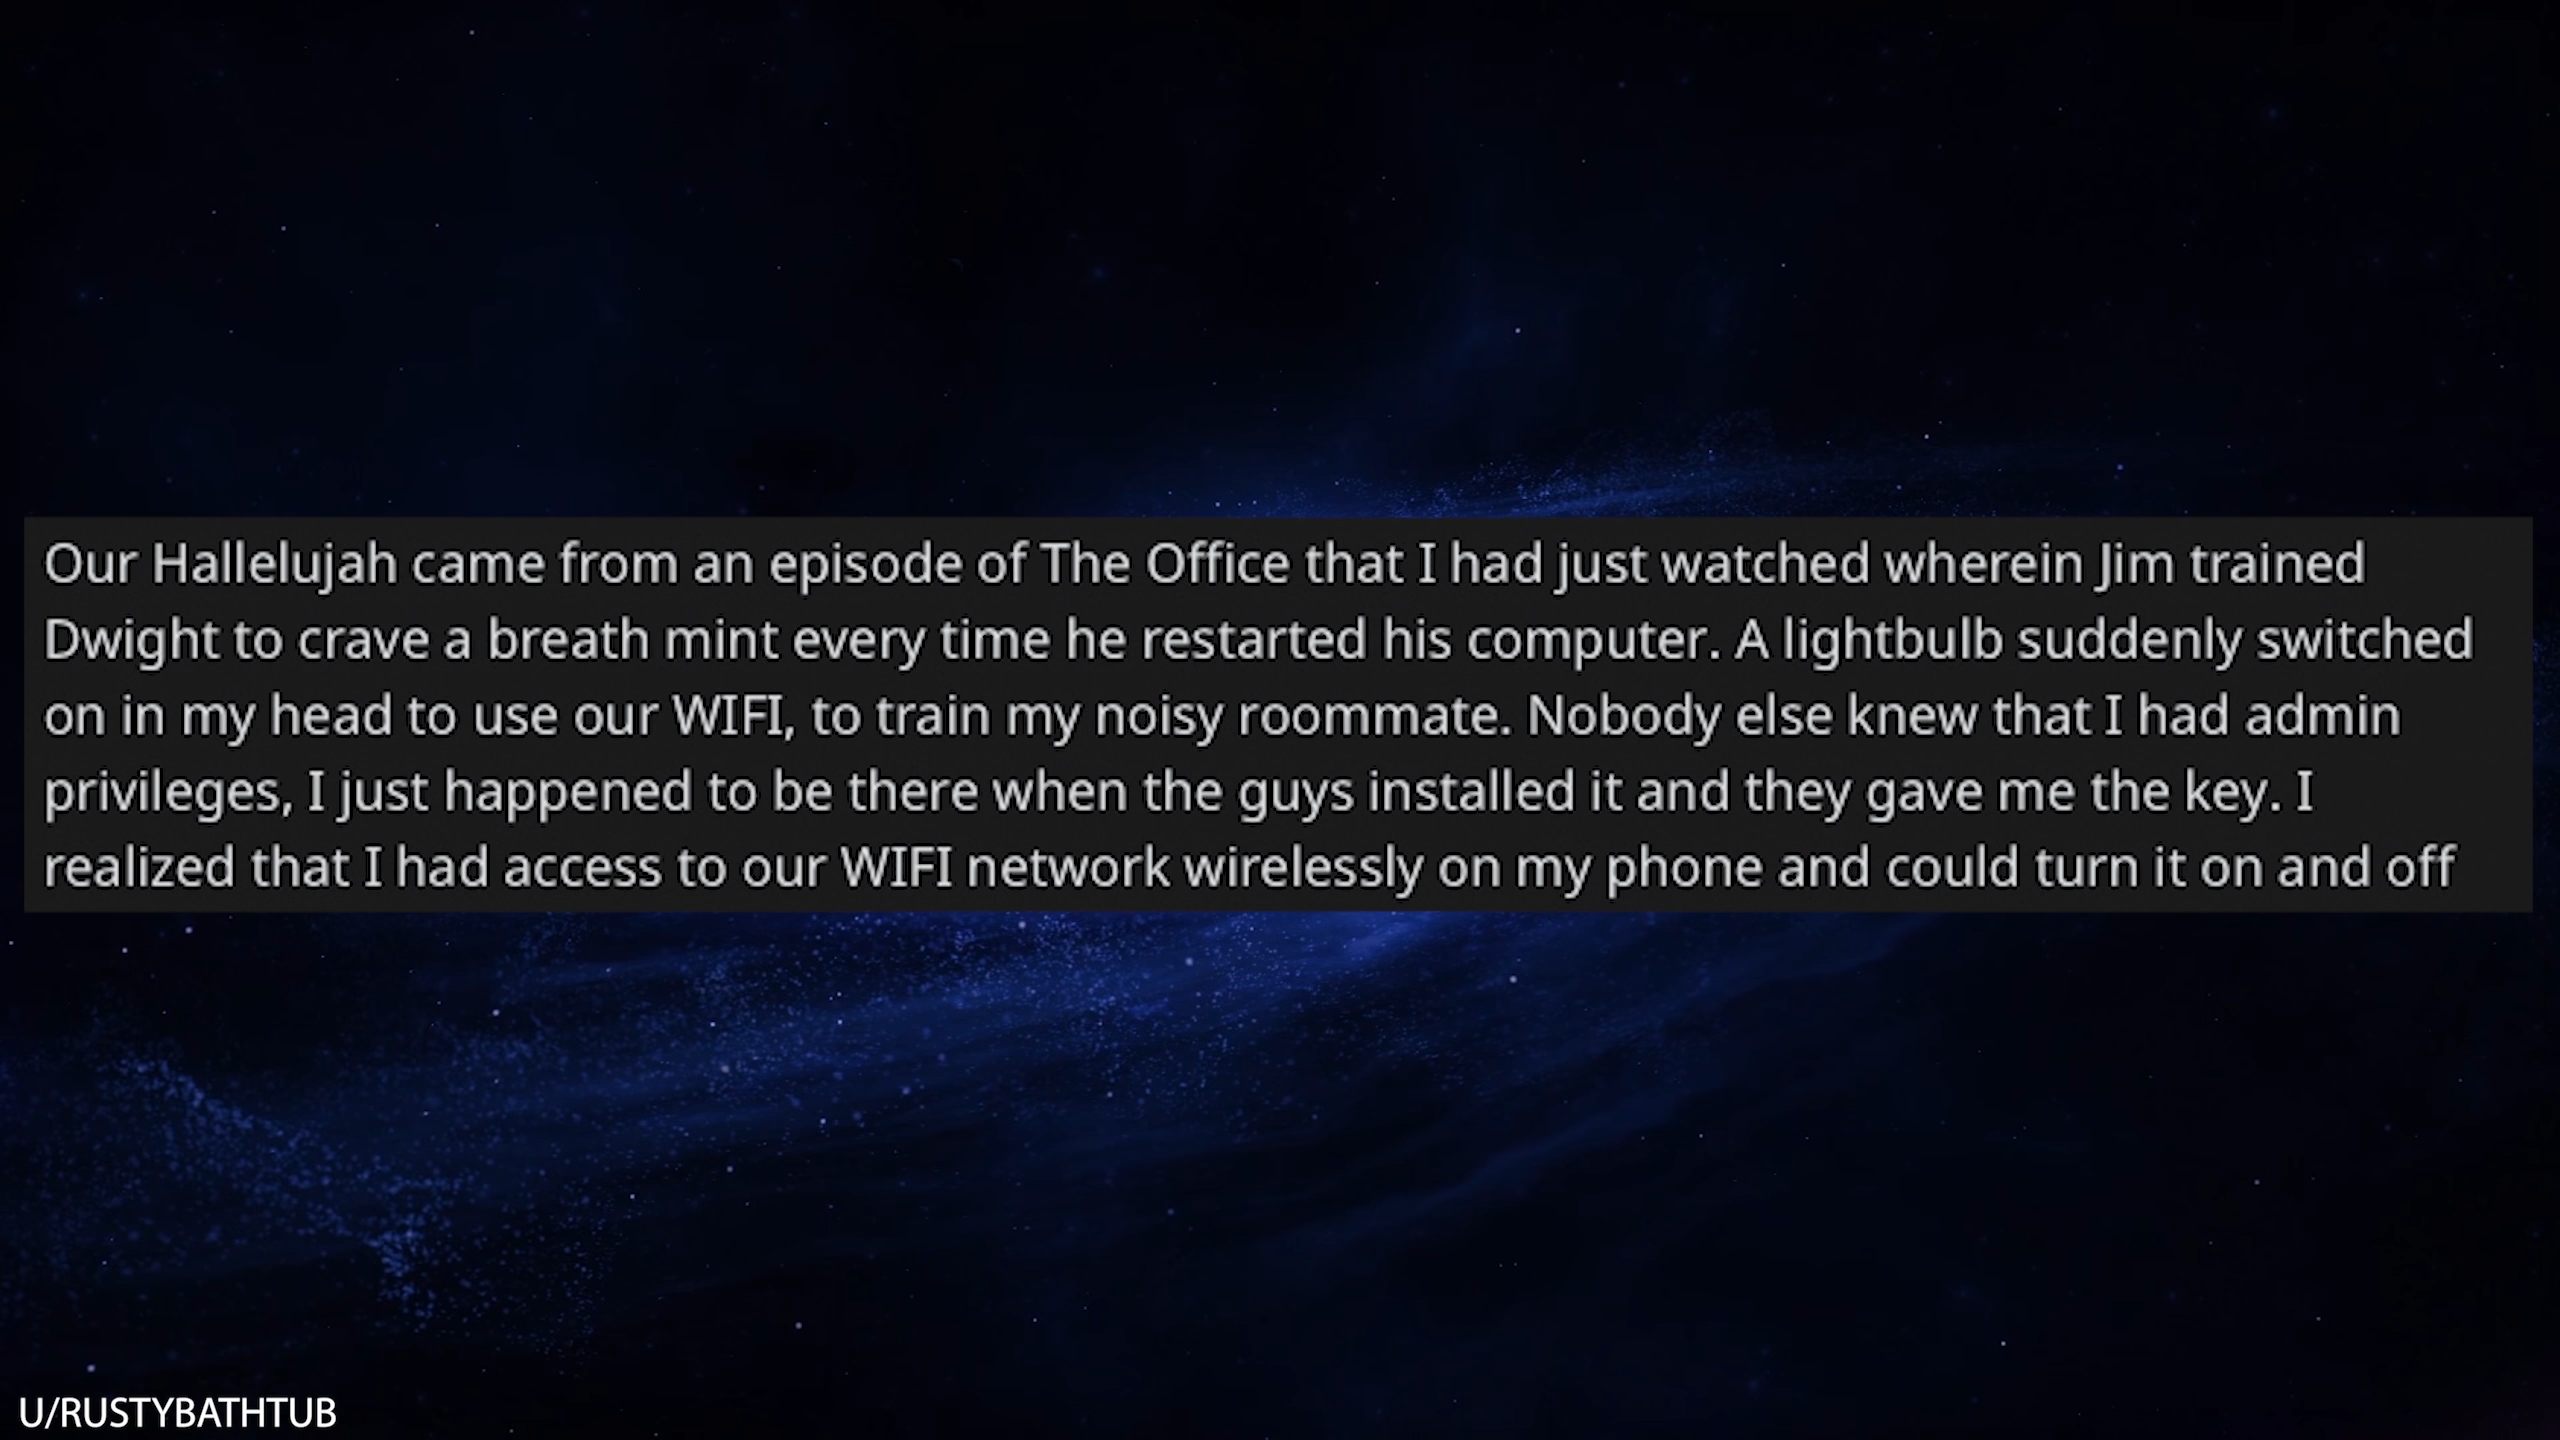 Our Hallelujah came from an episode of The Office that I had just watched wherein Jim trained
Dwight to crave a breath mint every time he restarted his computer. A lightbulb suddenly switched
on in my head to use our WIFI, to train my noisy roommate. Nobody else knew that I had admin
privileges, I just happened to be there when the guys installed it and they gave me the key. I
realized that I had access to our WIFI network wirelessly on my phone and could turn it on and off
U/RUSTYBATHTUB